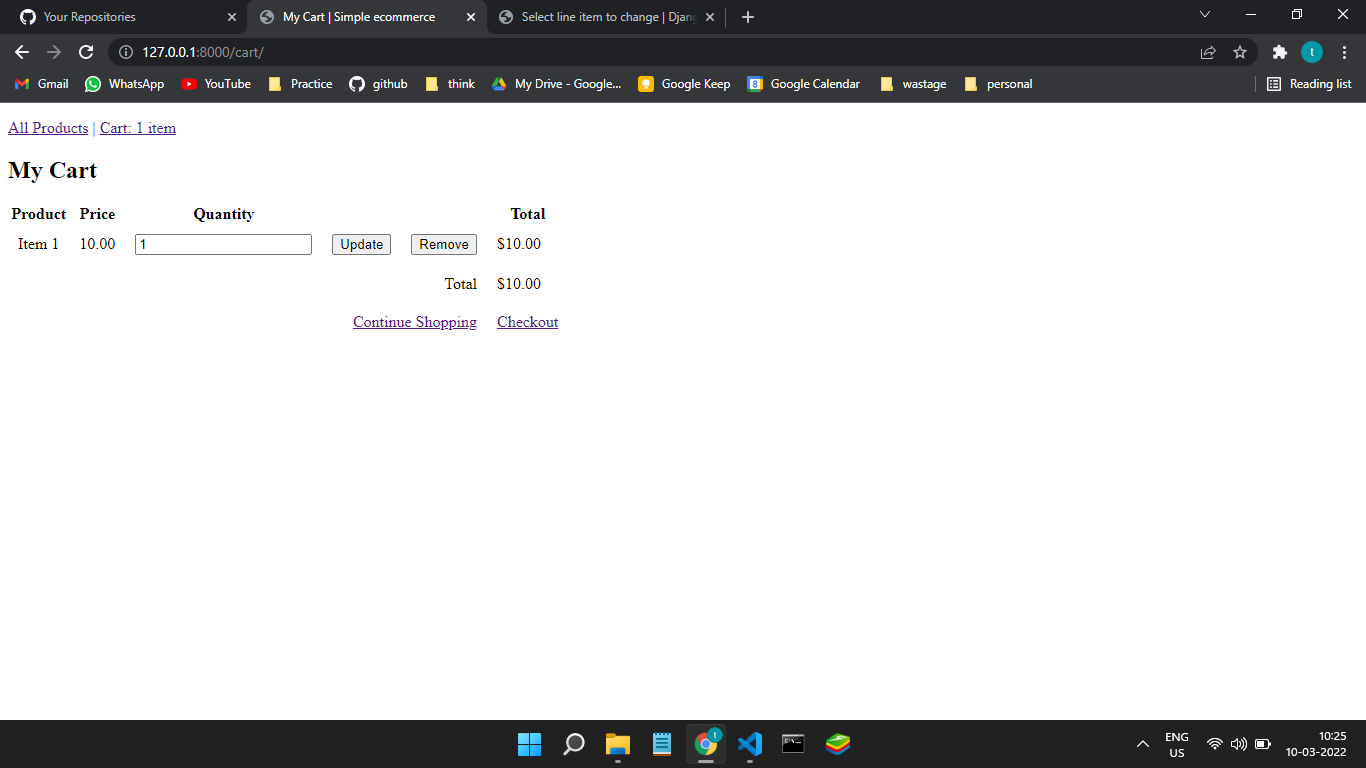 Your Repositories
My Cart | Simple ecommerce
Select line item to change | Djang
127.0.0.1:8000/cart/
t
Gmail
WhatsApp
YouTube
Practice
github
think
My Drive - Google...
Google Keep
8
Google Calendar
wastage
personal
Reading list
All Products | Cart: 1 item
My Cart
Product Price Quantity Total
Item 1 10.00 1 Update Remove $10.00
Total $10.00
Continue Shopping Checkout
t
ENG
US
10:25
10-03-2022